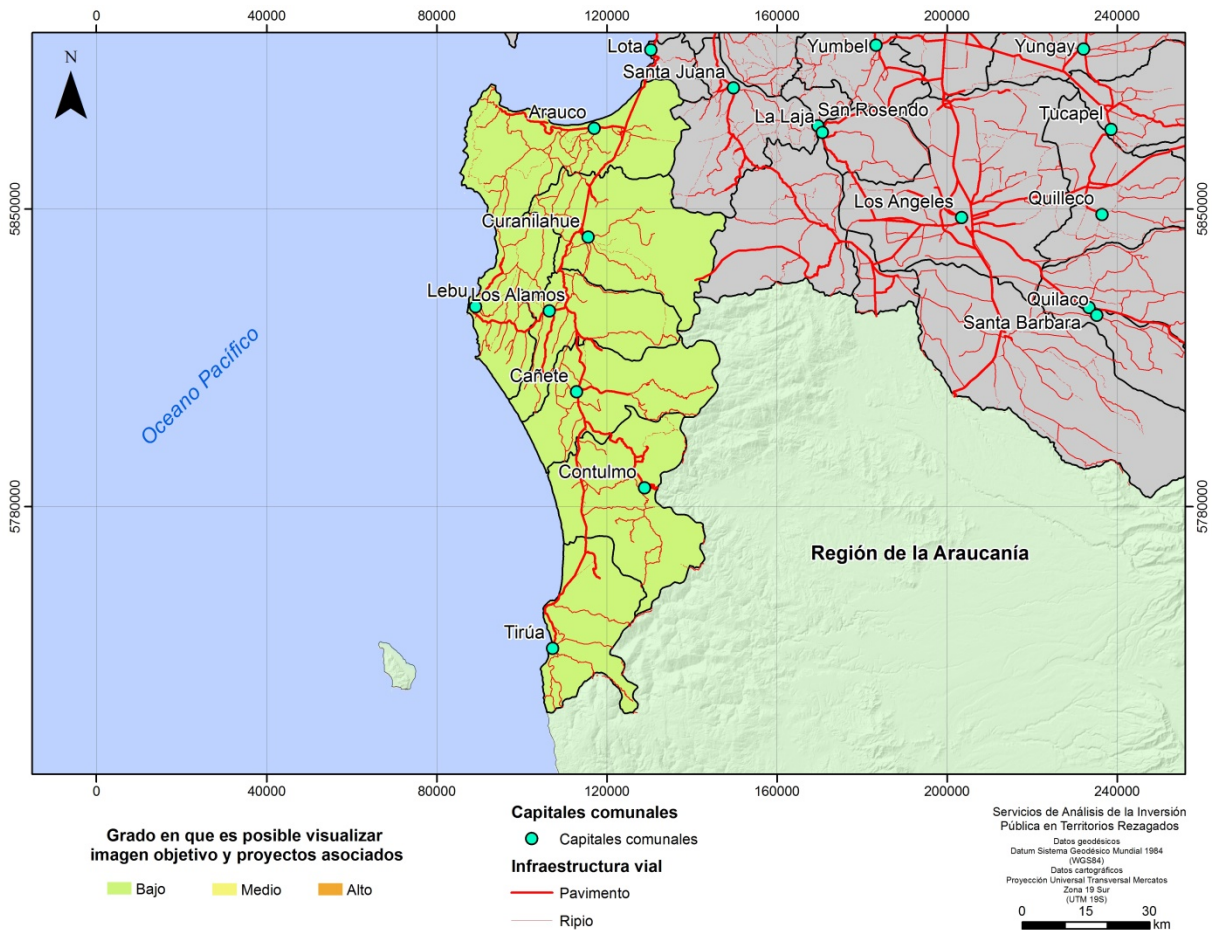 0 40000 80000 120000 160000 200000 240000
N
Lota
Yumbel
Yungay
Santa Juana
Arauco
La Laja
San Rosendo
Tucapel
5850000
5850000
Curanilahue
Los Angeles
Quilleco
Lebu
Los Alamos
Quilaco
Santa Barbara
Oceano Pacífico
Cañete
Contulmo
5780000
5780000
Región de la Araucanía
Tirúa
0 40000 80000 120000 160000 200000 240000
Grado en que es posible visualizar
imagen objetivo y proyectos asociados
Bajo Medio Alto
Capitales comunales
Capitales comunales
Infraestructura vial
Pavimento
Ripio
Servicios de Análisis de la Inversión
Pública en Territorios Rezagados
Datos geodésicos
Datum Sistema Geodésico Mundial 1984
(WGS84)
Datos cartográficos
Proyección Universal Transversal Mercatos
Zona 19 Sur
(UTM 19S)
0 15 30
km